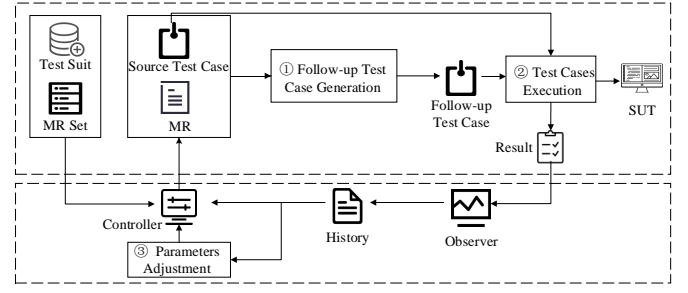 Test Suit
MR Set
Source Test Case
MR
① Follow-up Test
Case Generation
Follow-up
Test Case
② Test Cases
Execution
SUT
Result
Controller
③ Parameters
Adjustment
History
Observer